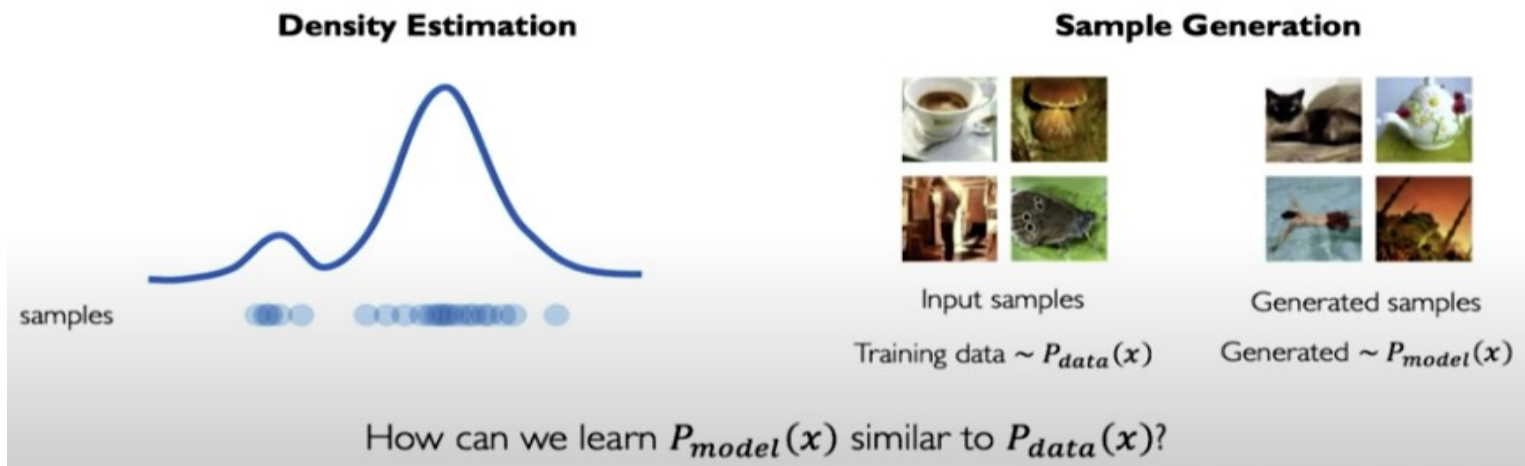 Density Estimation
samples
Sample Generation
Input samples
Training data ~ P_data(x)
Generated samples
Generated ~ P_model(x)
How can we learn P_model(x) similar to P_data(x)?